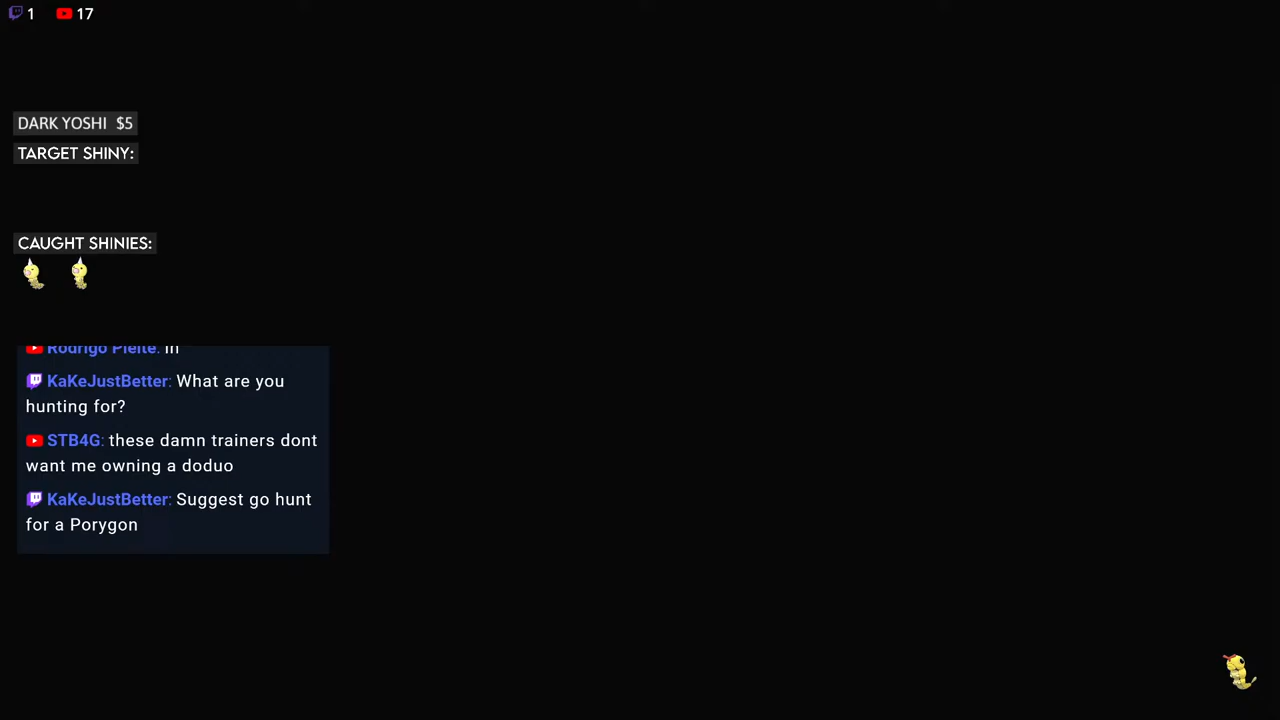 1 17
DARK YOSHI $5
TARGET SHINY:
CAUGHT SHINIES:
Rodrigo
KaKeJustBetter: What are you
hunting for?
STB4G: these damn trainers dont
want me owning a doduo
KaKeJustBetter: Suggest go hunt
for a Porygon